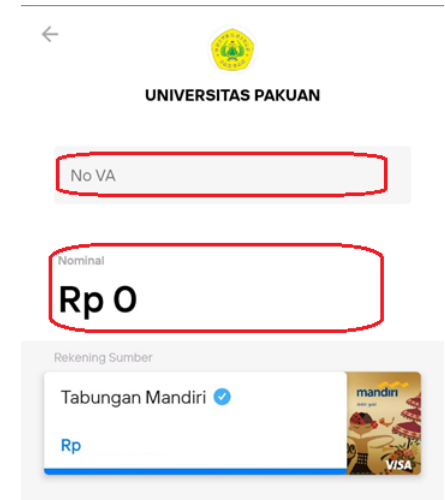 UNIVERSITAS PAKUAN
No VA
Nominal
Rp 0
Rekening Sumber
Tabungan Mandiri
Rp
mandiri
VISA